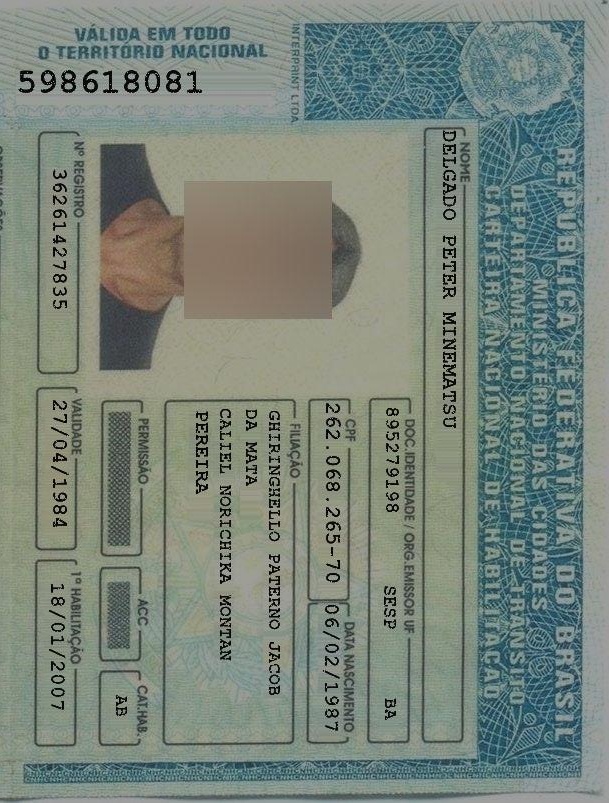 REPÚBLICA FEDERATIVA DO BRASIL
MINISTÉRIO DAS CIDADES
DEPARTAMENTO NACIONAL DE TRÂNSITO
CARTEIRA NACIONAL DE HABILITAÇÃO
NOME
DELGADO PETER MINEMATSU
DOC. IDENTIDADE / ORG. EMISSOR UF
895279198 SESP BA
CPF
262.068.265-70
DATA NASCIMENTO
06/02/1987
FILIAÇÃO
GHIRINGHELLO PATERNO JACOB
DA MATA
CALIEL NORICHIKA MONTAN
PEREIRA
PERMISSÃO
ACC
CAT.HAB.
AB
Nº REGISTRO
36261427835
VALIDADE
27/04/1984
1ª HABILITAÇÃO
18/01/2007
VÁLIDA EM TODO
O TERRITÓRIO NACIONAL
598618081
INTERPRINT LTDA